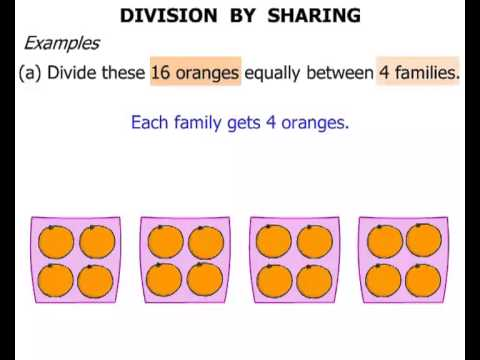 DIVISION BY SHARING
Examples
(a) Divide these 16 oranges equally between 4 families.
Each family gets 4 oranges.